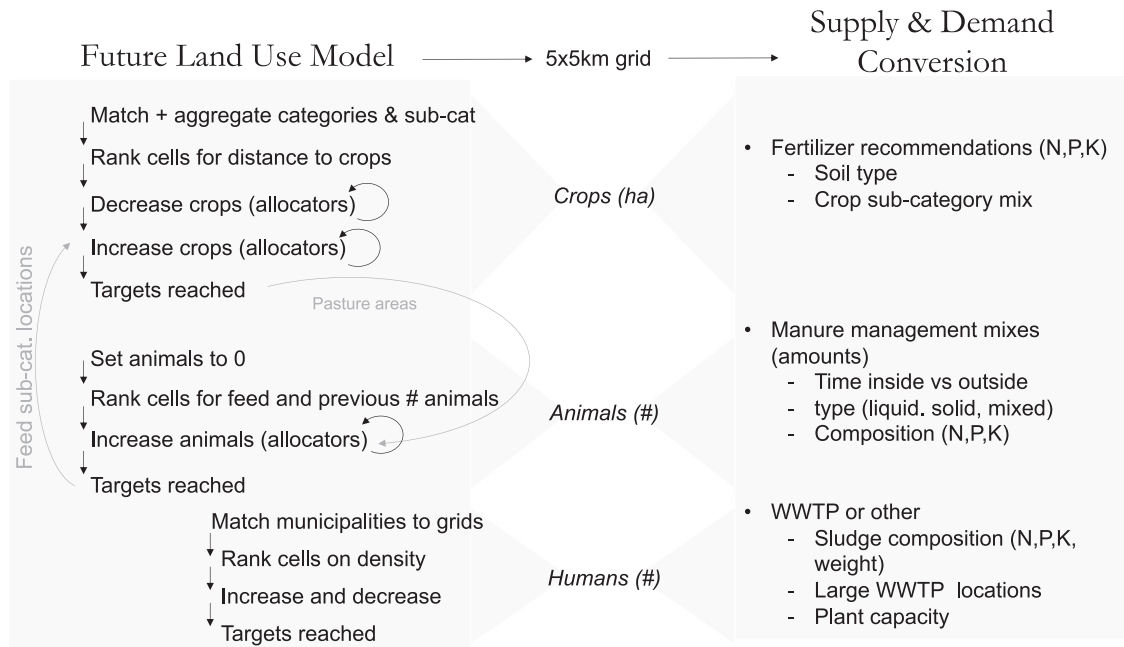 Future Land Use Model
5x5km grid
Supply & Demand
Conversion
Match + aggregate categories & sub-cat
Rank cells for distance to crops
Decrease crops (allocators)
Increase crops (allocators)
Targets reached
Pasture areas
Feed sub-cat. locations
Set animals to 0
Rank cells for feed and previous # animals
Increase animals (allocators)
Targets reached
Match municipalities to grids
Rank cells on density
Increase and decrease
Targets reached
Crops (ha)
Animals (#)
Humans (#)
• Fertilizer recommendations (N,P,K)
- Soil type
- Crop sub-category mix
• Manure management mixes
(amounts)
- Time inside vs outside
- type (liquid. solid, mixed)
- Composition (N,P,K)
• WWTP or other
- Sludge composition (N,P,K,
weight)
- Large WWTP locations
- Plant capacity